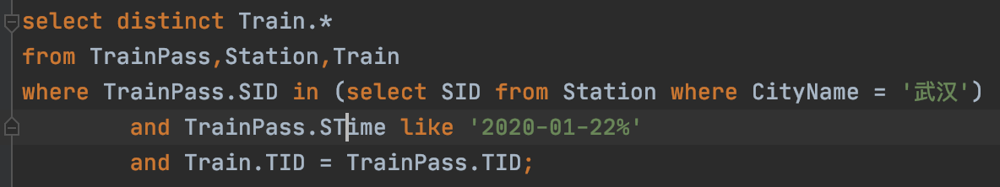 select distinct Train.*
from TrainPass,Station,Train
where TrainPass.SID in (select SID from Station where CityName = '武汉')
and TrainPass.STime like '2020-01-22%'
and Train.TID = TrainPass.TID;